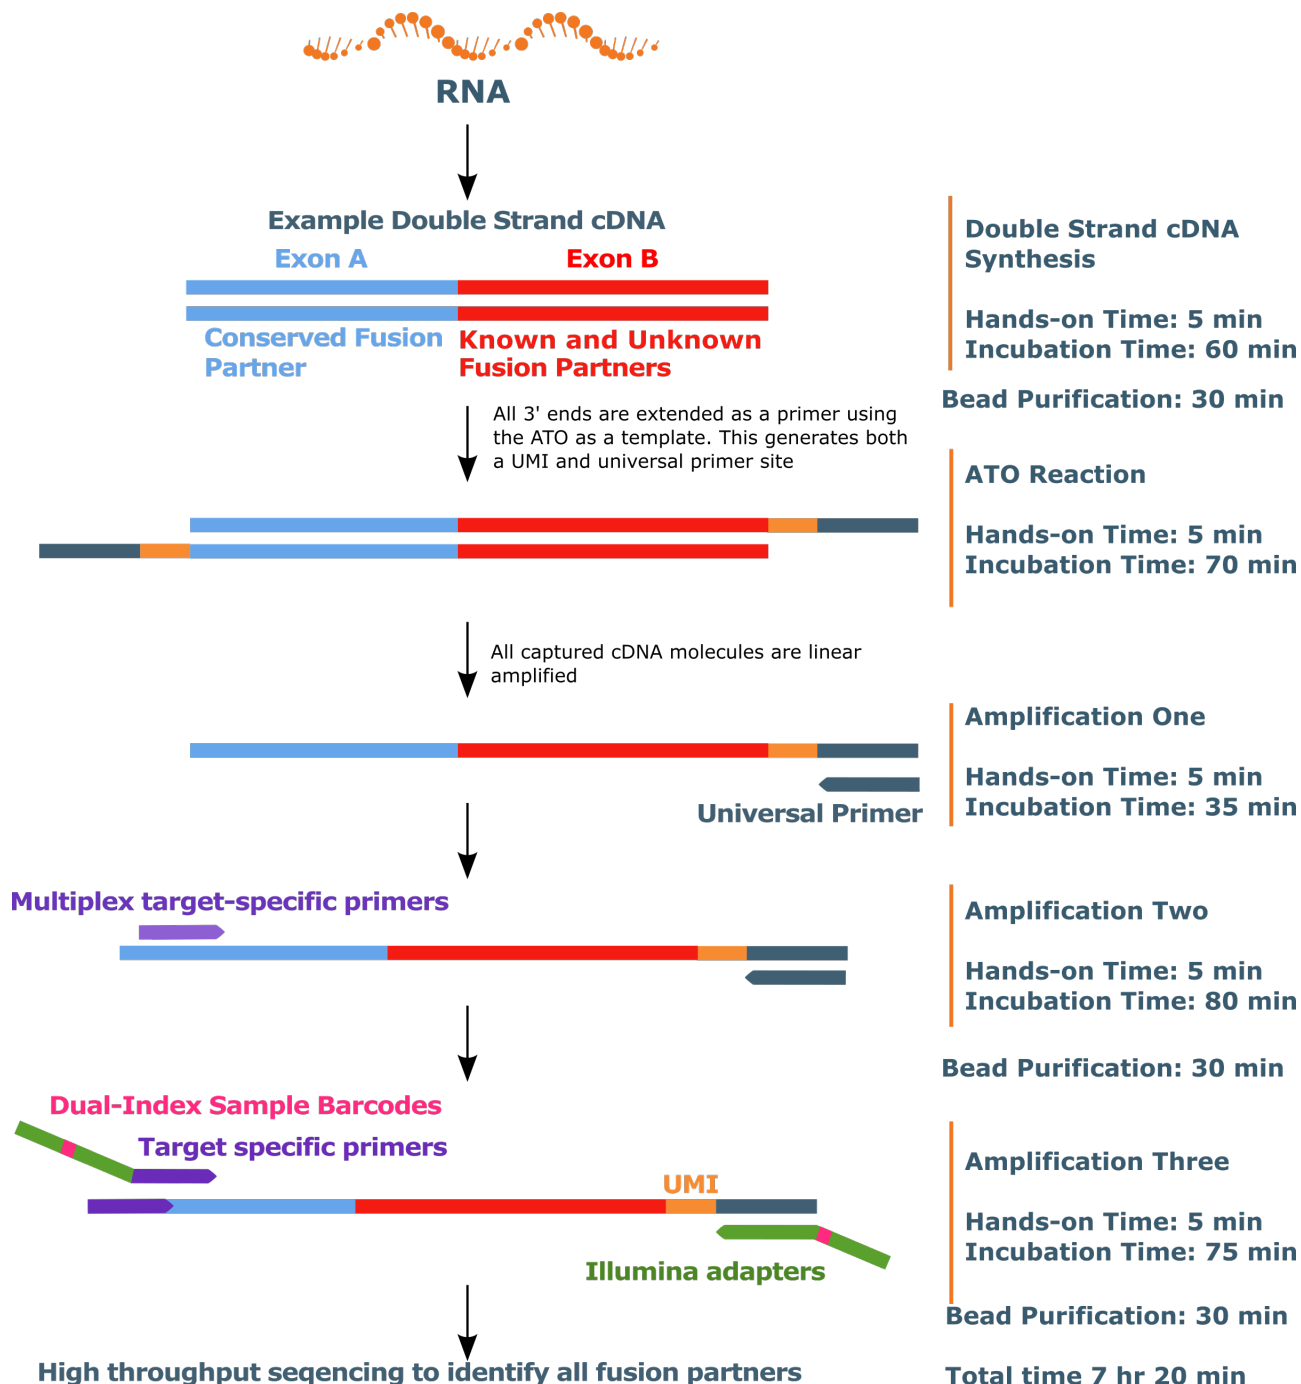 RNA
Example Double Strand cDNA
Exon A
Exon B
Conserved Fusion
Partner
Known and Unknown
Fusion Partners
Double Strand cDNA
Synthesis
Hands-on Time: 5 min
Incubation Time: 60 min
Bead Purification: 30 min
All 3' ends are extended as a primer using
the ATO as a template. This generates both
a UMI and universal primer site
ATO Reaction
Hands-on Time: 5 min
Incubation Time: 70 min
All captured cDNA molecules are linear
amplified
Amplification One
Hands-on Time: 5 min
Incubation Time: 35 min
Universal Primer
Multiplex target-specific primers
Amplification Two
Hands-on Time: 5 min
Incubation Time: 80 min
Bead Purification: 30 min
Dual-Index Sample Barcodes
Target specific primers
UMI
Illumina adapters
Amplification Three
Hands-on Time: 5 min
Incubation Time: 75 min
Bead Purification: 30 min
High throughput seqencing to identify all fusion partners
Total time 7 hr 20 min